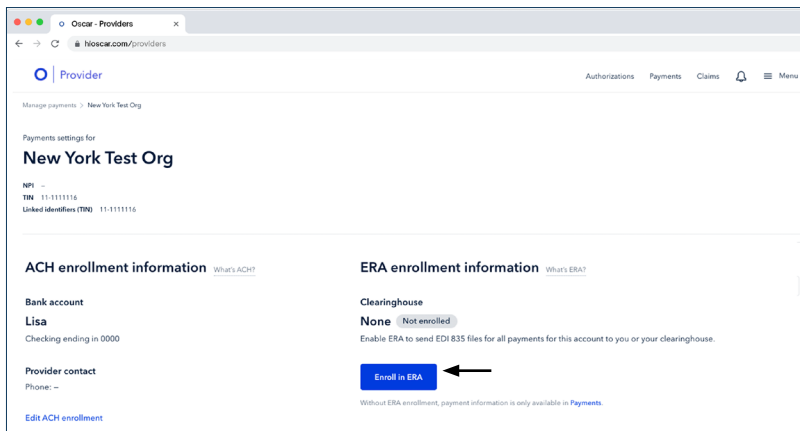 Oscar - Providers ×
hioscar.com/providers
Provider
Authorizations Payments Claims Menu
Manage payments > New York Test Org
Payments settings for
New York Test Org
NPI –
TIN 11-1111116
Linked identifiers (TIN) 11-1111116
ACH enrollment information What's ACH?
ERA enrollment information What's ERA?
Bank account
Lisa
Checking ending in 0000
Provider contact
Phone: –
Edit ACH enrollment
Clearinghouse
None Not enrolled
Enable ERA to send EDI 835 files for all payments for this account to you or your clearinghouse.
Enroll in ERA
Without ERA enrollment, payment information is only available in Payments.